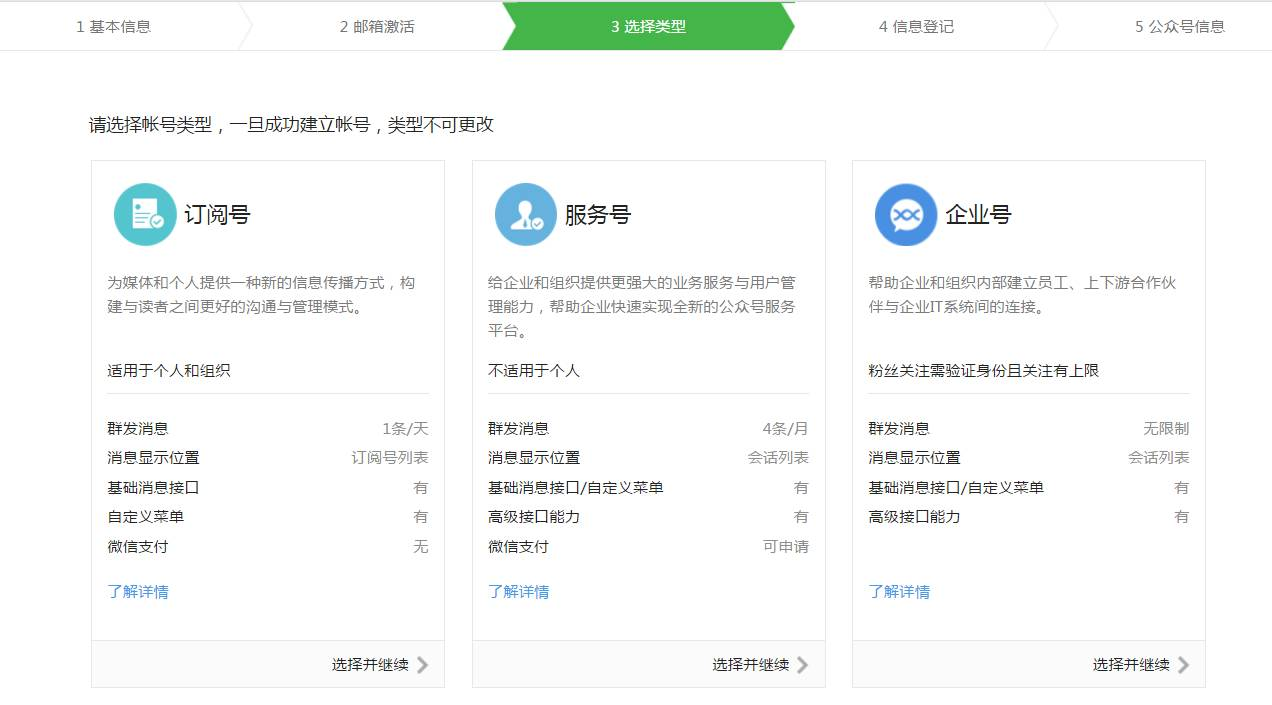 1 基本信息
2 邮箱激活
3 选择类型
4 信息登记
5 公众号信息
请选择帐号类型，一旦成功建立帐号，类型不可更改
订阅号
为媒体和个人提供一种新的信息传播方式，构
建与读者之间更好的沟通与管理模式。
适用于个人和组织
群发消息 1条/天
消息显示位置 订阅号列表
基础消息接口 有
自定义菜单 有
微信支付 无
了解详情
选择并继续
服务号
给企业和组织提供更强大的业务服务与用户管
理能力，帮助企业快速实现全新的公众号服务
平台。
不适用于个人
群发消息 4条/月
消息显示位置 会话列表
基础消息接口/自定义菜单 有
高级接口能力 有
微信支付 可申请
了解详情
选择并继续
企业号
帮助企业和组织内部建立员工、上下游合作伙
伴与企业IT系统间的连接。
粉丝关注需验证身份且关注有上限
群发消息 无限制
消息显示位置 会话列表
基础消息接口/自定义菜单 有
高级接口能力 有
了解详情
选择并继续